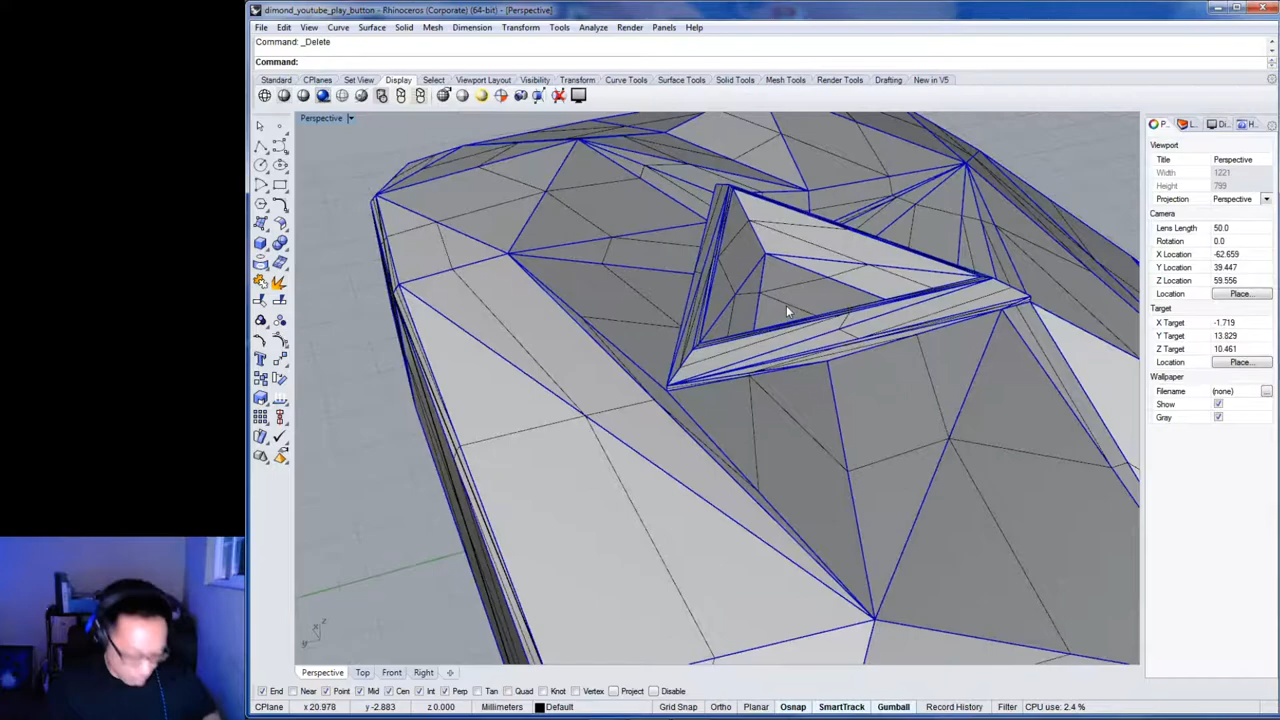 dimond_youtube_play_button - Rhinoceros (Corporate) (64-bit) - [Perspective]
File Edit View Curve Surface Solid Mesh Dimension Transform Tools Analyze Render Panels Help
Command: _Delete
Command:
Standard CPlanes Set View Display Select Viewport Layout Visibility Transform Curve Tools Surface Tools Solid Tools Mesh Tools Render Tools Drafting New in V5
Perspective
P... L... Di... H...
Viewport
Title Perspective
Width 1221
Height 799
Projection Perspective
Camera
Lens Length 50.0
Rotation 0.0
X Location -62.659
Y Location 39.447
Z Location 59.556
Location Place...
Target
X Target -1.719
Y Target 13.829
Z Target 10.461
Location Place...
Wallpaper
Filename (none) ...
Show
Gray
z
x
y
Perspective Top Front Right
End Near Point Mid Cen Int Perp Tan Quad Knot Vertex Project Disable
CPlane x 20.978 y -2.883 z 0.000 Millimeters Default Grid Snap Ortho Planar Osnap SmartTrack Gumball Record History Filter CPU use: 2.4 %